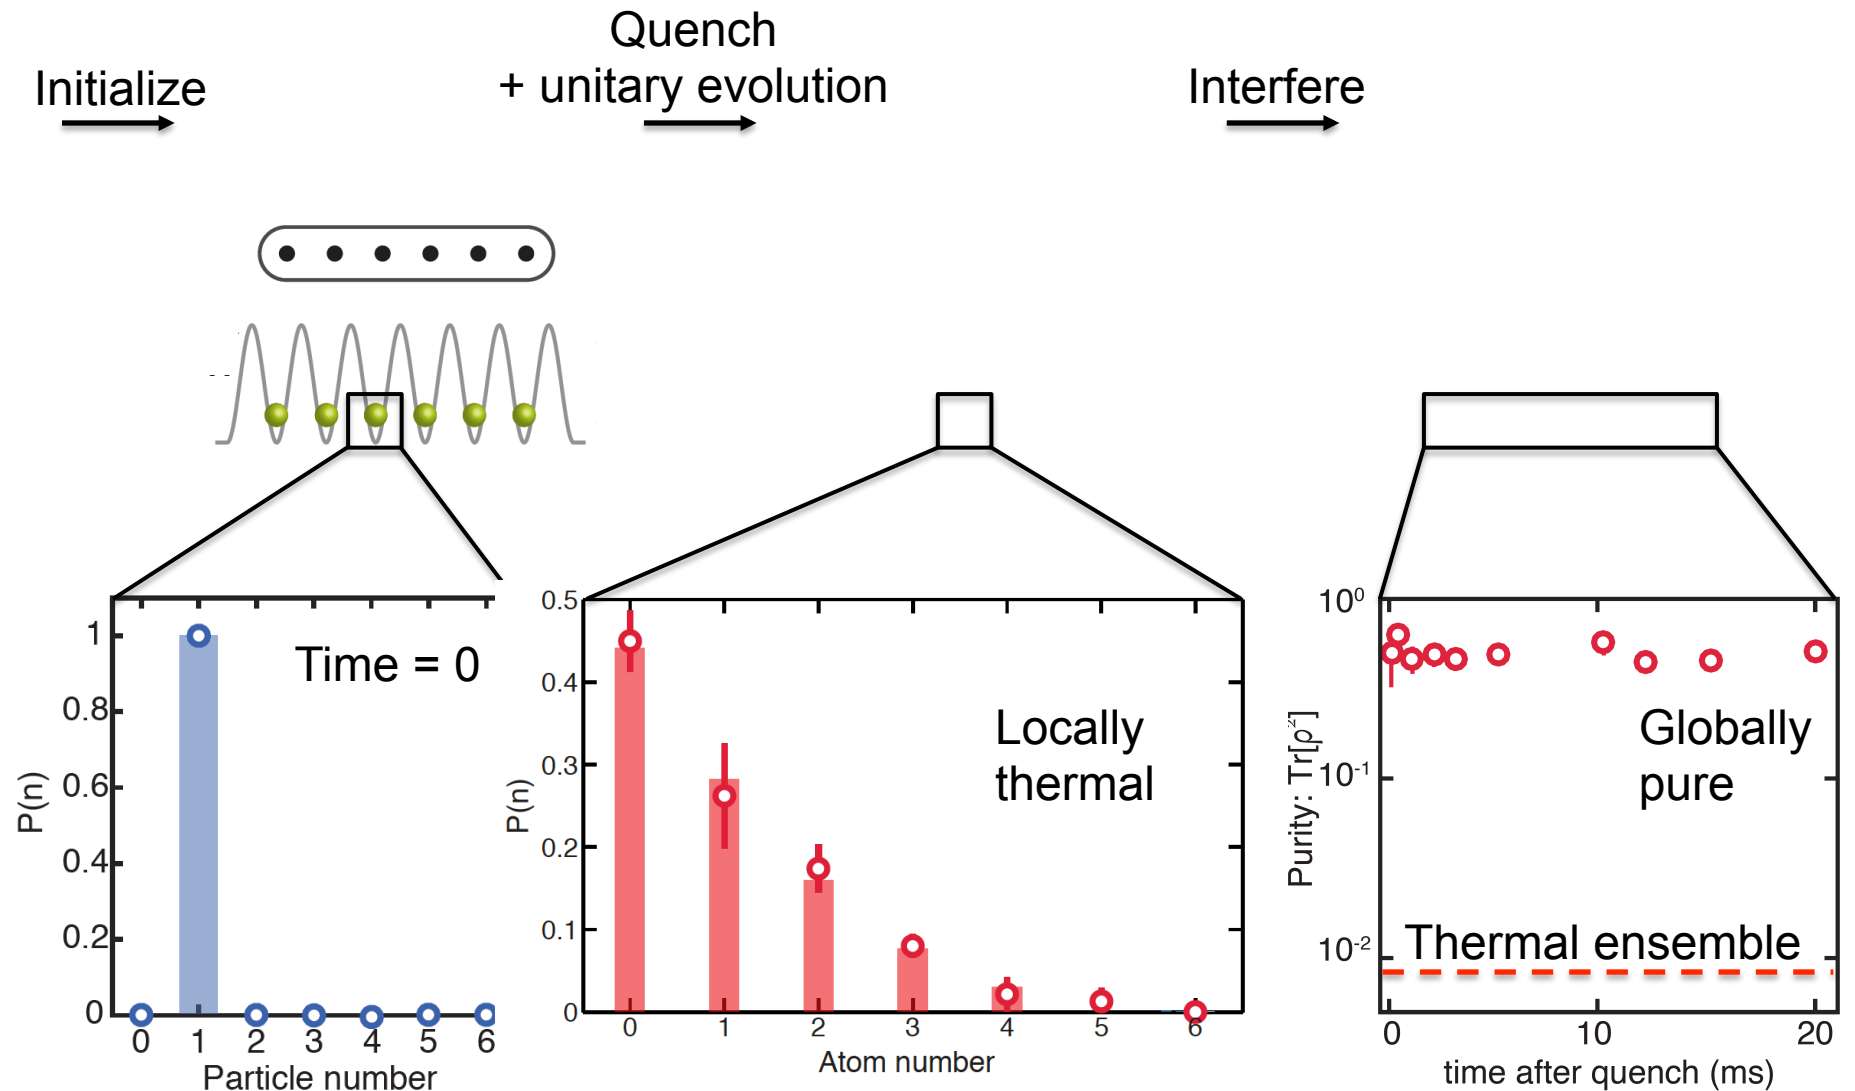 Quench
Initialize
+ unitary evolution
Interfere
Time = 0
P(n)
1
0.8
0.6
0.4
0.2
0
0 1 2 3 4 5 6
Particle number
Locally
thermal
P(n)
0.5
0.4
0.3
0.2
0.1
0
0 1 2 3 4 5 6
Atom number
Globally
pure
Thermal ensemble
Purity: Tr[ρ²]
10⁰
10⁻¹
10⁻²
0 10 20
time after quench (ms)